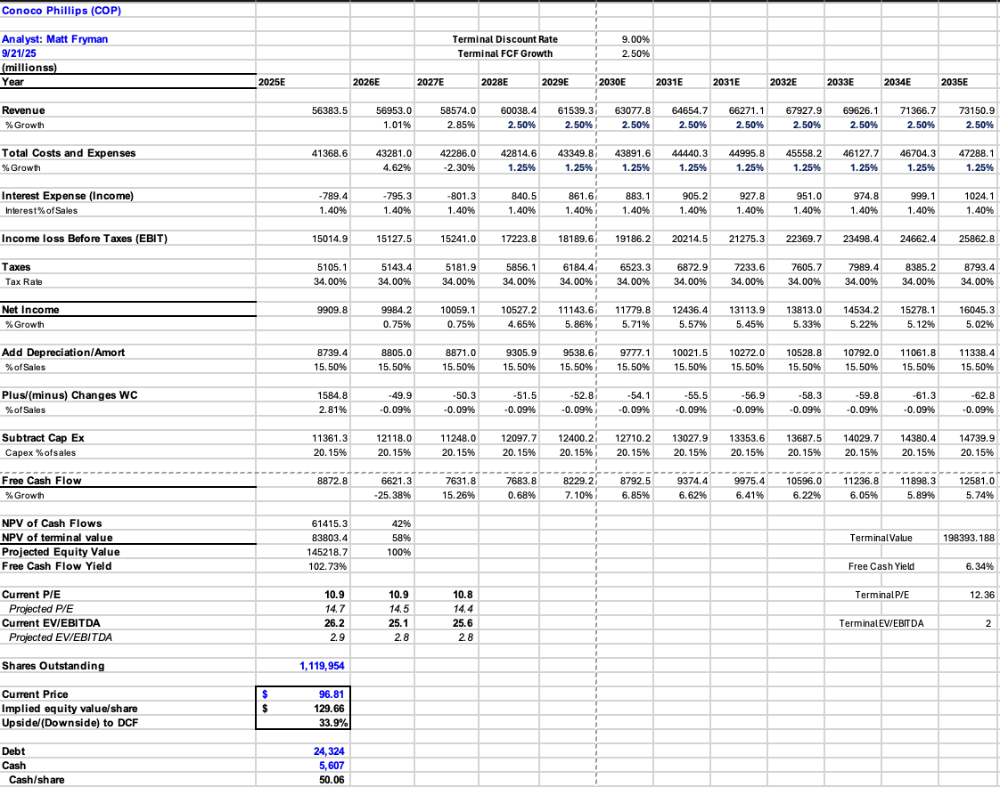 Conoco Phillips (COP)
Analyst: Matt Fryman Terminal Discount Rate 9.00%
9/21/25 Terminal FCF Growth 2.50%
(millionss)
Year 2025E 2026E 2027E 2028E 2029E 2030E 2031E 2031E 2032E 2033E 2034E 2035E
Revenue 56383.5 56953.0 58574.0 60038.4 61539.3 63077.8 64654.7 66271.1 67927.9 69626.1 71366.7 73150.9
% Growth 1.01% 2.85% 2.50% 2.50% 2.50% 2.50% 2.50% 2.50% 2.50% 2.50% 2.50%
Total Costs and Expenses 41368.6 43281.0 42286.0 42814.6 43349.8 43891.6 44440.3 44995.8 45558.2 46127.7 46704.3 47288.1
% Growth 4.62% -2.30% 1.25% 1.25% 1.25% 1.25% 1.25% 1.25% 1.25% 1.25% 1.25%
Interest Expense (Income) -789.4 -795.3 -801.3 840.5 861.6 883.1 905.2 927.8 951.0 974.8 999.1 1024.1
Interest % of Sales 1.40% 1.40% 1.40% 1.40% 1.40% 1.40% 1.40% 1.40% 1.40% 1.40% 1.40% 1.40%
Income loss Before Taxes (EBIT) 15014.9 15127.5 15241.0 17223.8 18189.6 19186.2 20214.5 21275.3 22369.7 23498.4 24662.4 25862.8
Taxes 5105.1 5143.4 5181.9 5856.1 6184.4 6523.3 6872.9 7233.6 7605.7 7989.4 8385.2 8793.4
Tax Rate 34.00% 34.00% 34.00% 34.00% 34.00% 34.00% 34.00% 34.00% 34.00% 34.00% 34.00% 34.00%
Net Income 9909.8 9984.2 10059.1 10527.2 11143.6 11779.8 12436.4 13113.9 13813.0 14534.2 15278.1 16045.3
% Growth 0.75% 0.75% 4.65% 5.86% 5.71% 5.57% 5.45% 5.33% 5.22% 5.12% 5.02%
Add Depreciation/Amort 8739.4 8805.0 8871.0 9305.9 9538.6 9777.1 10021.5 10272.0 10528.8 10792.0 11061.8 11338.4
% of Sales 15.50% 15.50% 15.50% 15.50% 15.50% 15.50% 15.50% 15.50% 15.50% 15.50% 15.50% 15.50%
Plus/(minus) Changes WC 1584.8 -49.9 -50.3 -51.5 -52.8 -54.1 -55.5 -56.9 -58.3 -59.8 -61.3 -62.8
% of Sales 2.81% -0.09% -0.09% -0.09% -0.09% -0.09% -0.09% -0.09% -0.09% -0.09% -0.09% -0.09%
Subtract Cap Ex 11361.3 12118.0 11248.0 12097.7 12400.2 12710.2 13027.9 13353.6 13687.5 14029.7 14380.4 14739.9
Capex % of sales 20.15% 20.15% 20.15% 20.15% 20.15% 20.15% 20.15% 20.15% 20.15% 20.15% 20.15% 20.15%
Free Cash Flow 8872.8 6621.3 7631.8 7683.8 8229.2 8792.5 9374.4 9975.4 10596.0 11236.8 11898.3 12581.0
% Growth -25.38% 15.26% 0.68% 7.10% 6.85% 6.62% 6.41% 6.22% 6.05% 5.89% 5.74%
NPV of Cash Flows 61415.3 42%
NPV of terminal value 83803.4 58% Terminal Value 198393.188
Projected Equity Value 145218.7 100%
Free Cash Flow Yield 102.73% Free Cash Yield 6.34%
Current P/E 10.9 10.9 10.8 Terminal P/E 12.36
Projected P/E 14.7 14.5 14.4
Current EV/EBITDA 26.2 25.1 25.6 Terminal EV/EBITDA 2
Projected EV/EBITDA 2.9 2.8 2.8
Shares Outstanding 1,119,954
Current Price $ 96.81
Implied equity value/share $ 129.66
Upside/(Downside) to DCF 33.9%
Debt 24,324
Cash 5,607
Cash/share 50.06